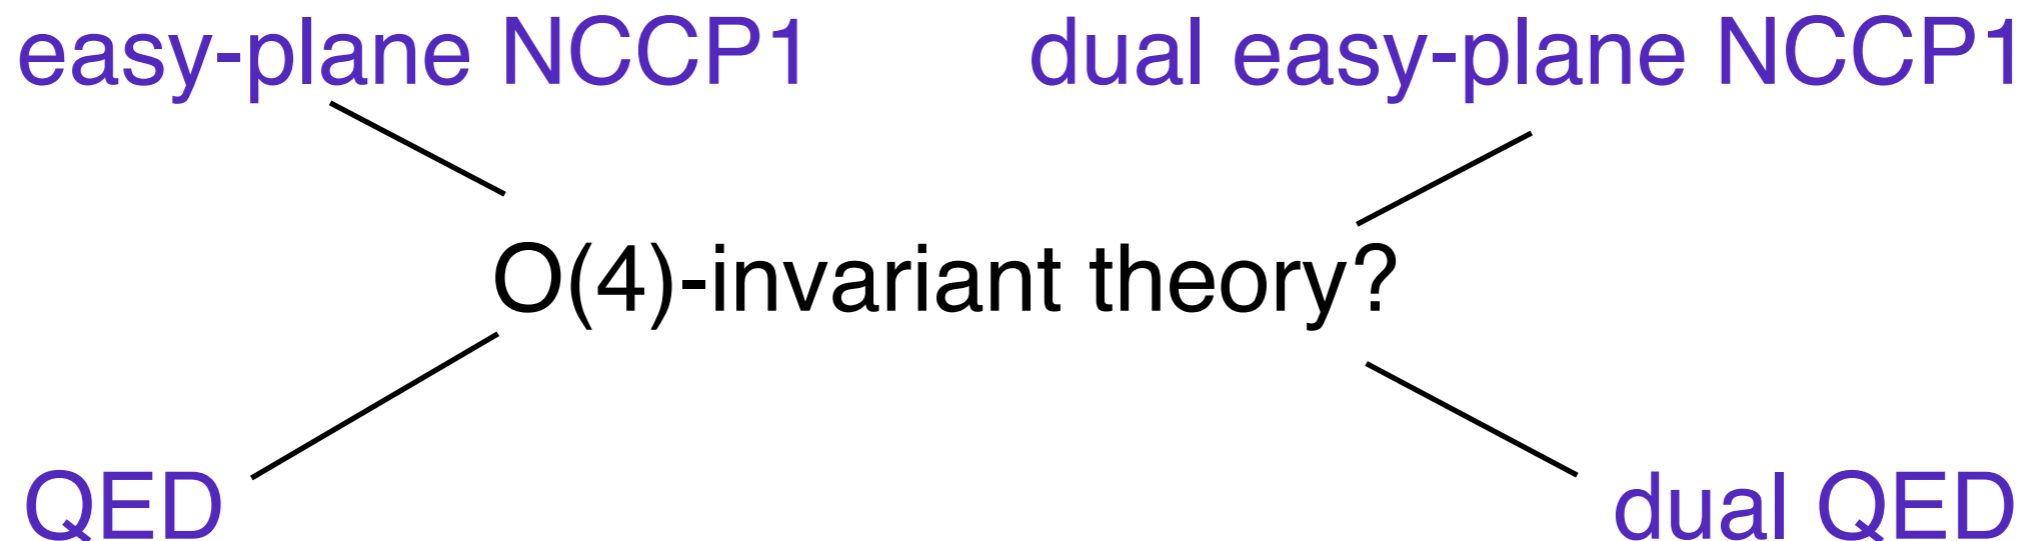 easy-plane NCCP1
dual easy-plane NCCP1
O(4)-invariant theory?
QED
dual QED